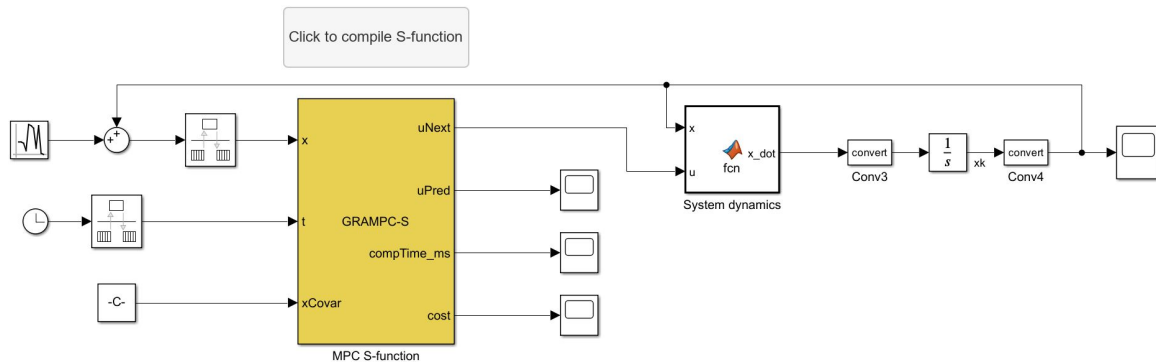 Click to compile S-function
x
uNext
uPred
t
GRAMPC-S
compTime_ms
xCovar
cost
MPC S-function
-C-
x
u
fcn
x_dot
System dynamics
convert
Conv3
1
s
xk
convert
Conv4
++